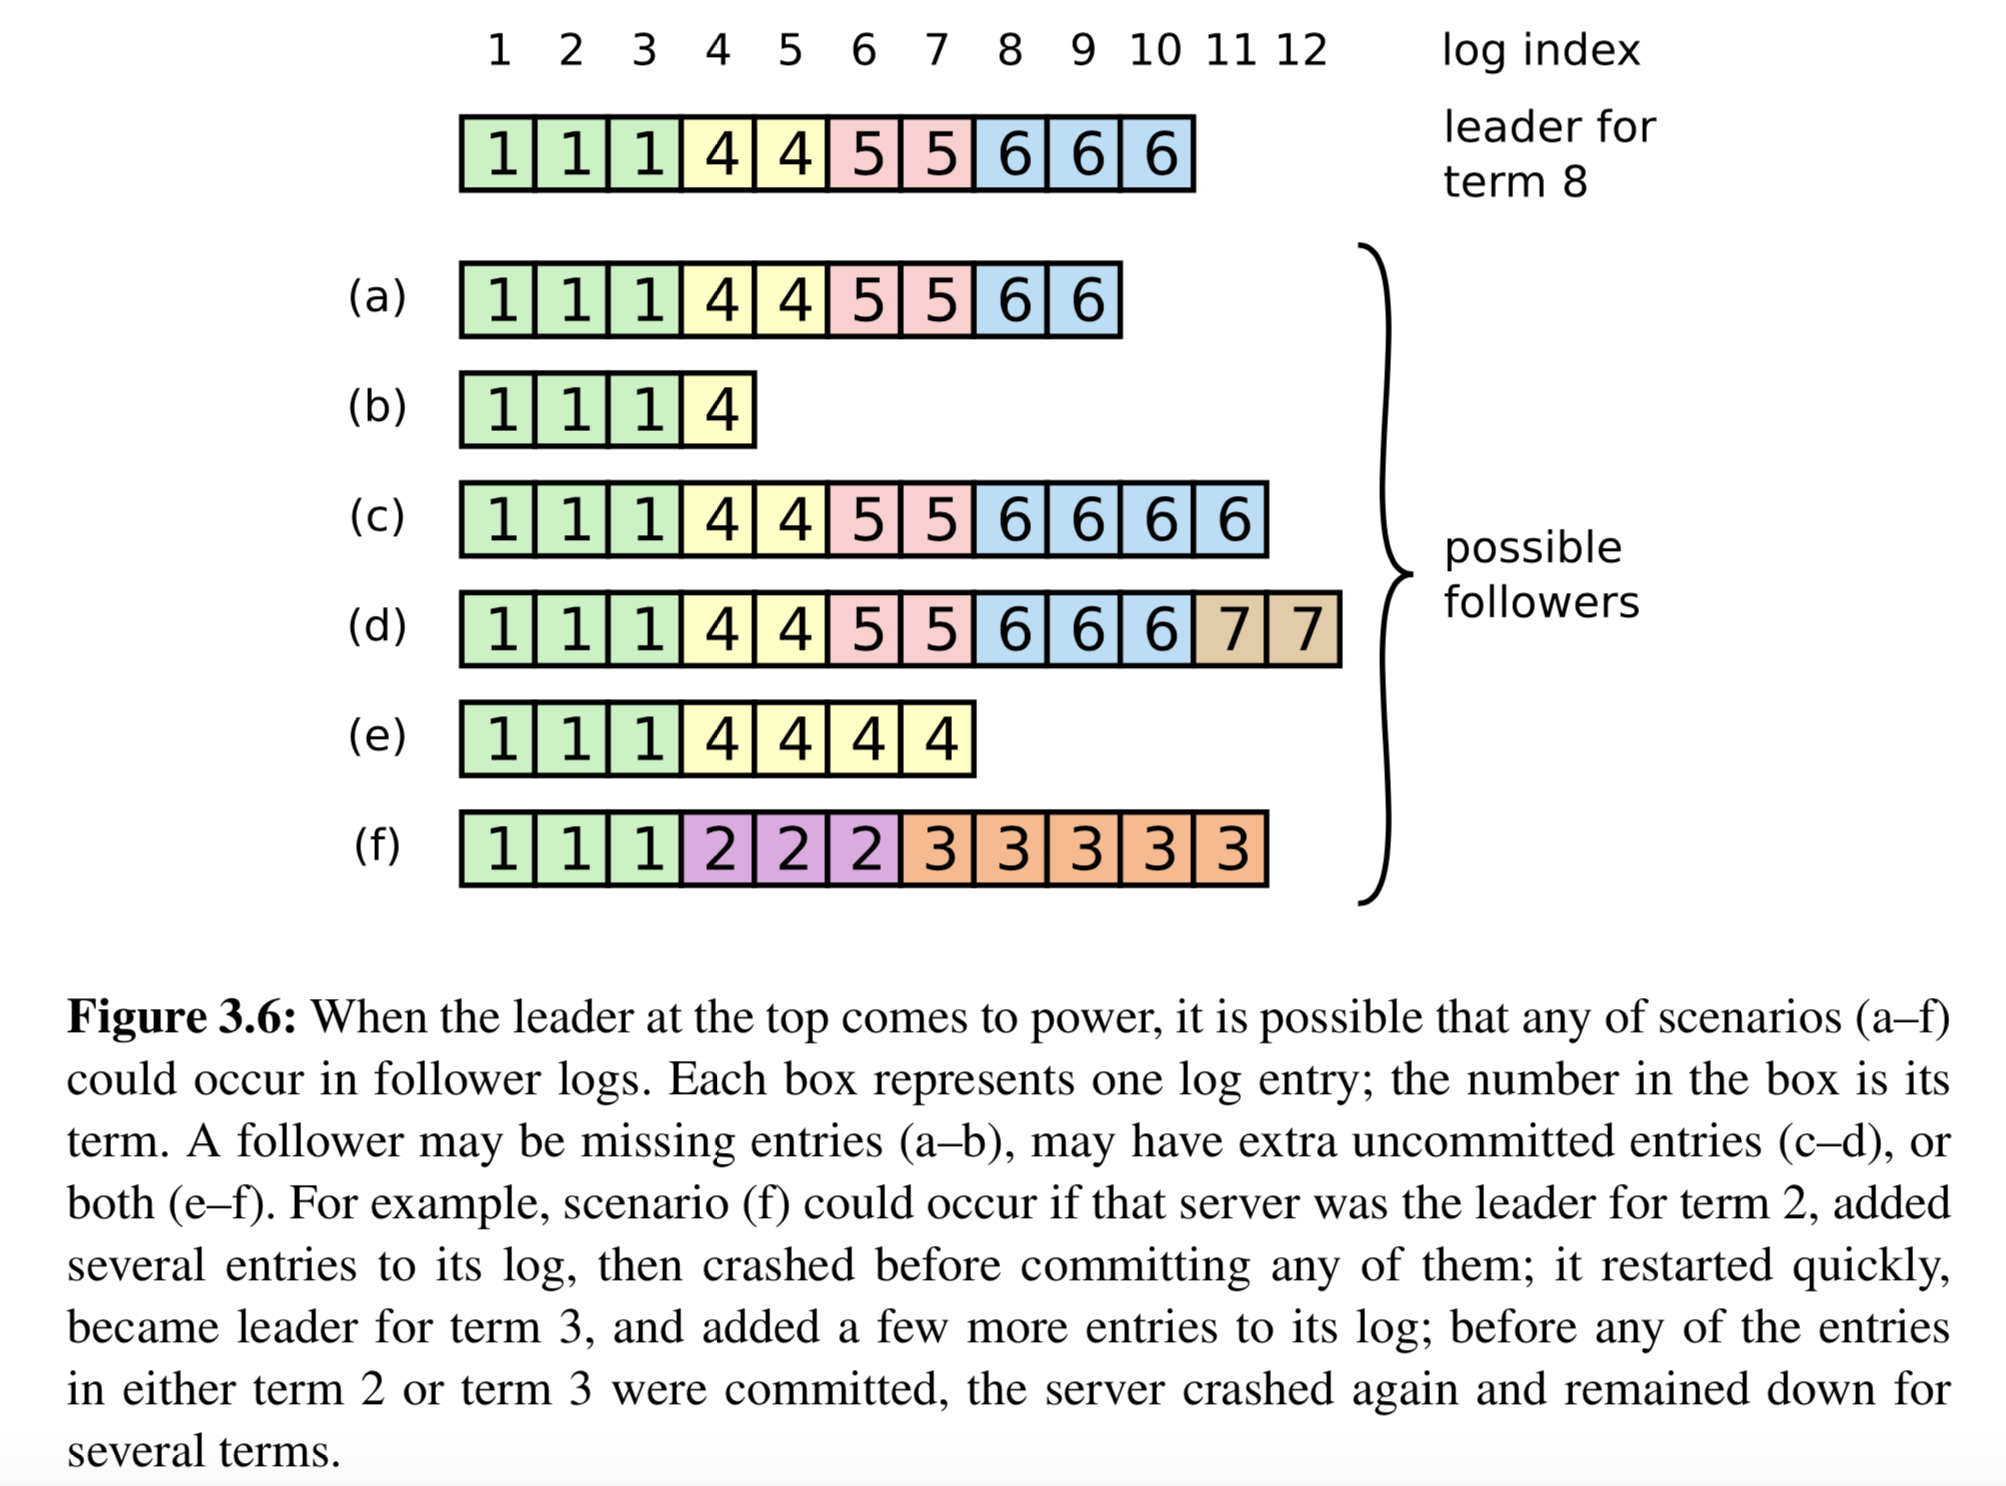 1 2 3 4 5 6 7 8 9 10 11 12 log index
1 1 1 4 4 5 5 6 6 6 leader for
term 8
(a) 1 1 1 4 4 5 5 6 6
(b) 1 1 1 4
(c) 1 1 1 4 4 5 5 6 6 6 6
possible
followers
(d) 1 1 1 4 4 5 5 6 6 6 7 7
(e) 1 1 1 4 4 4 4
(f) 1 1 1 2 2 2 3 3 3 3 3
Figure 3.6: When the leader at the top comes to power, it is possible that any of scenarios (a–f)
could occur in follower logs. Each box represents one log entry; the number in the box is its
term. A follower may be missing entries (a–b), may have extra uncommitted entries (c–d), or
both (e–f). For example, scenario (f) could occur if that server was the leader for term 2, added
several entries to its log, then crashed before committing any of them; it restarted quickly,
became leader for term 3, and added a few more entries to its log; before any of the entries
in either term 2 or term 3 were committed, the server crashed again and remained down for
several terms.